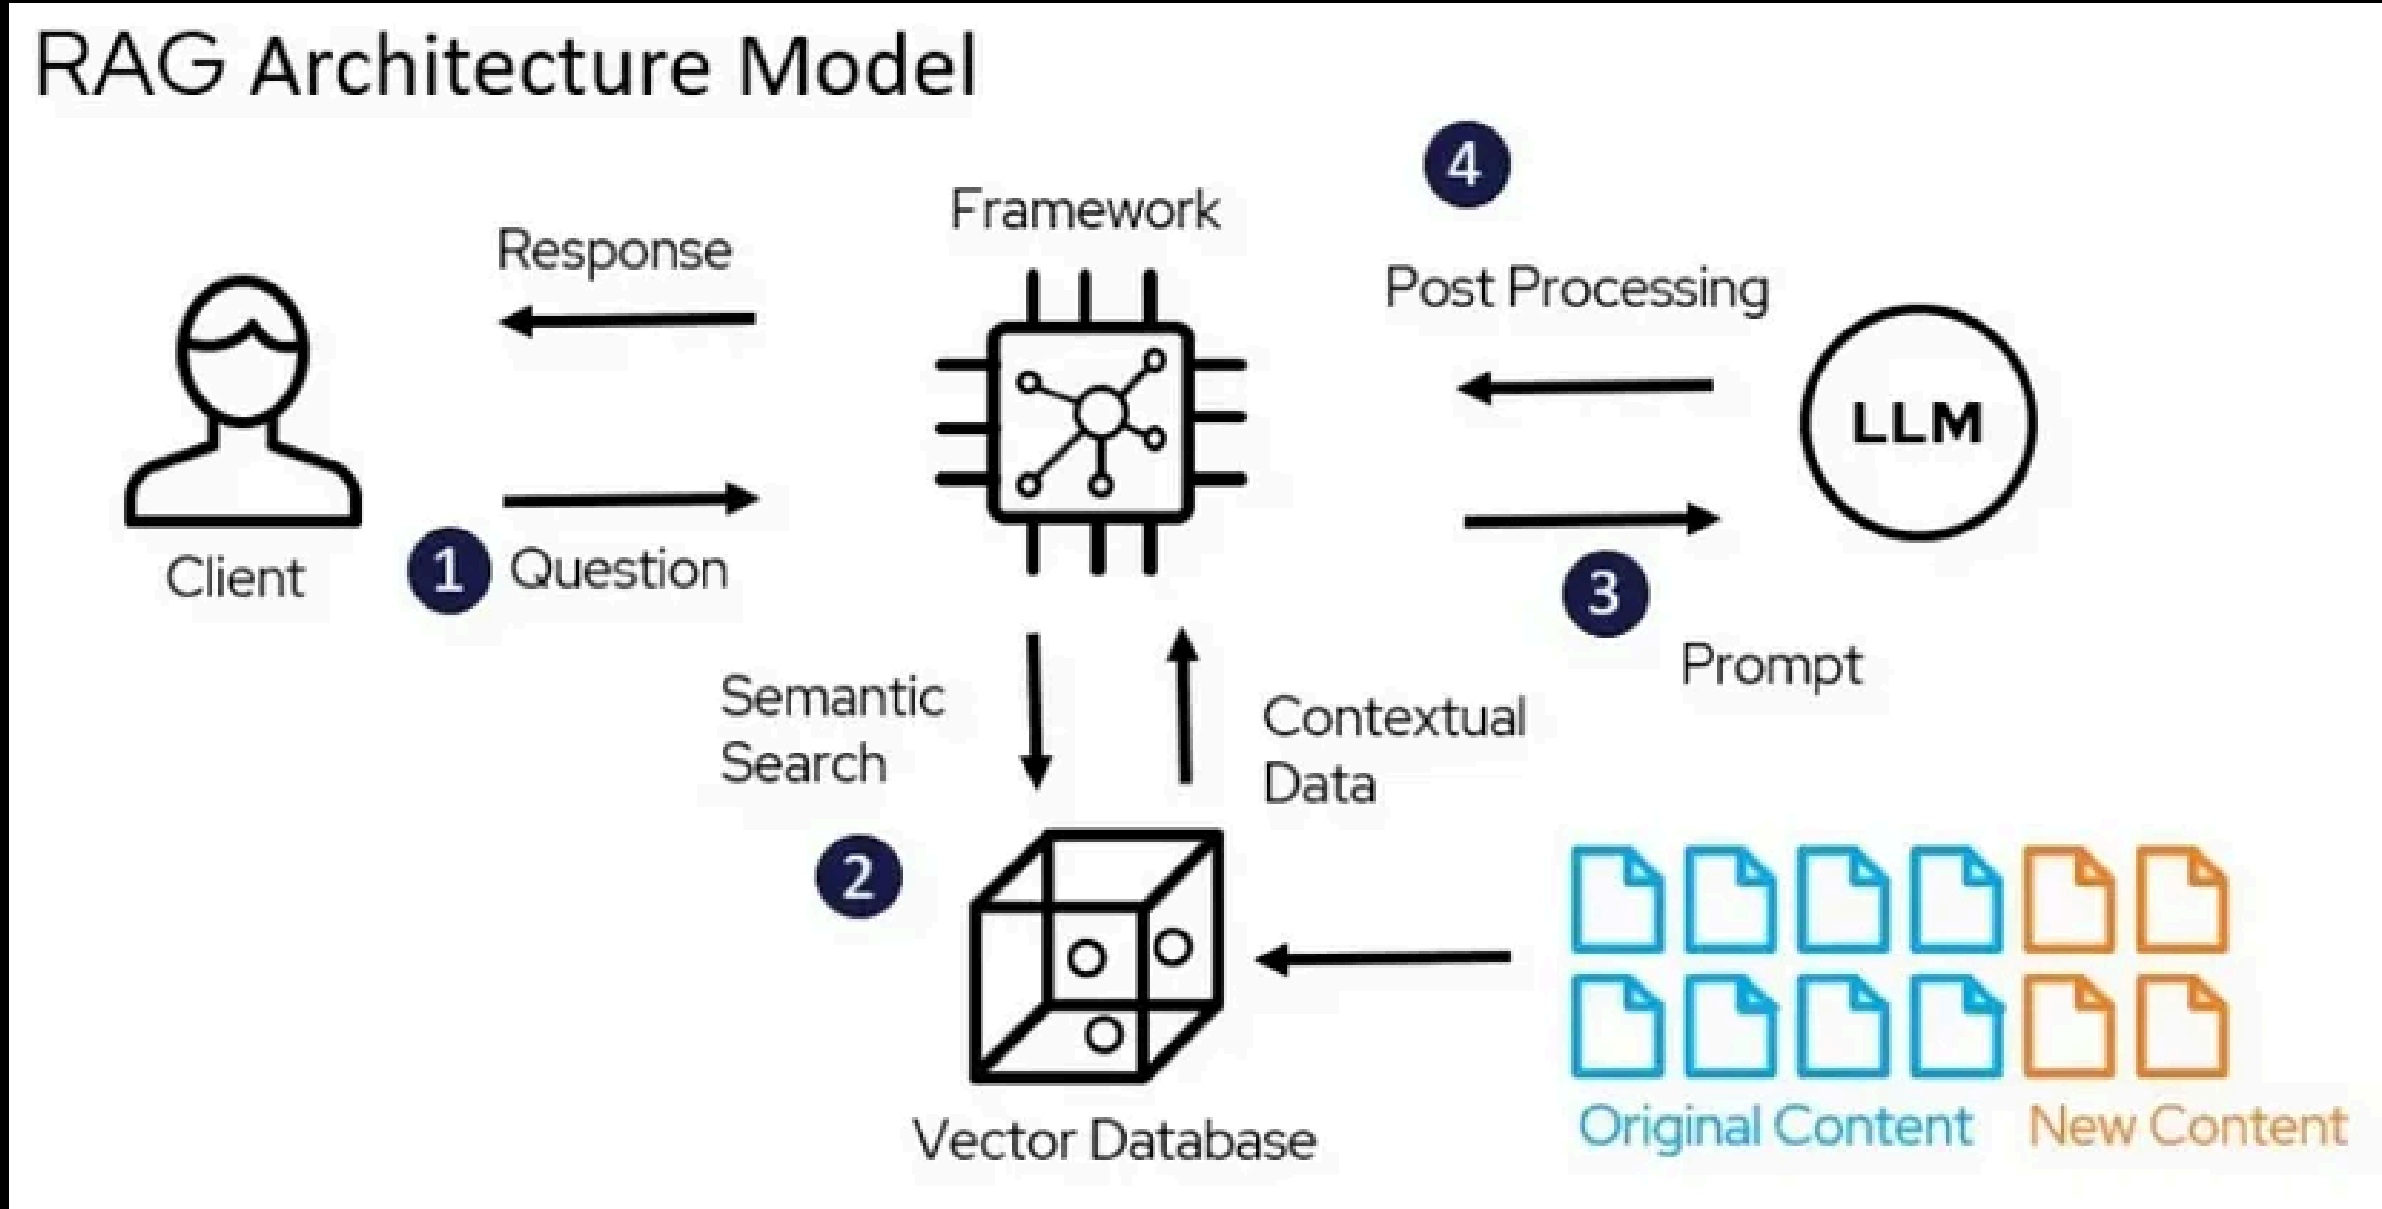 RAG Architecture Model
4
Framework
Response
Post Processing
LLM
Client
1 Question
3
Prompt
Semantic
Search
Contextual
Data
2
Vector Database
Original Content
New Content